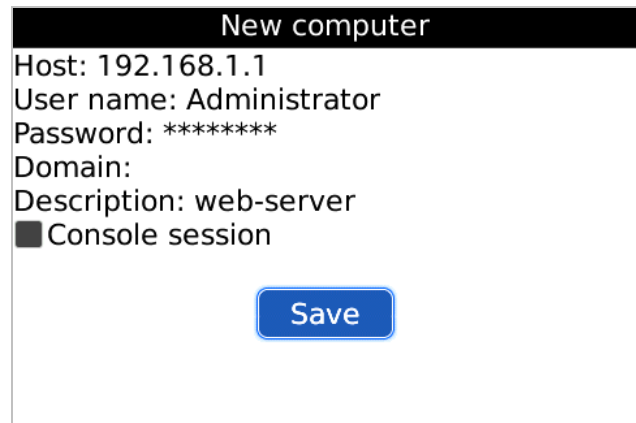 New computer
Host: 192.168.1.1
User name: Administrator
Password: ********
Domain:
Description: web-server
Console session
Save